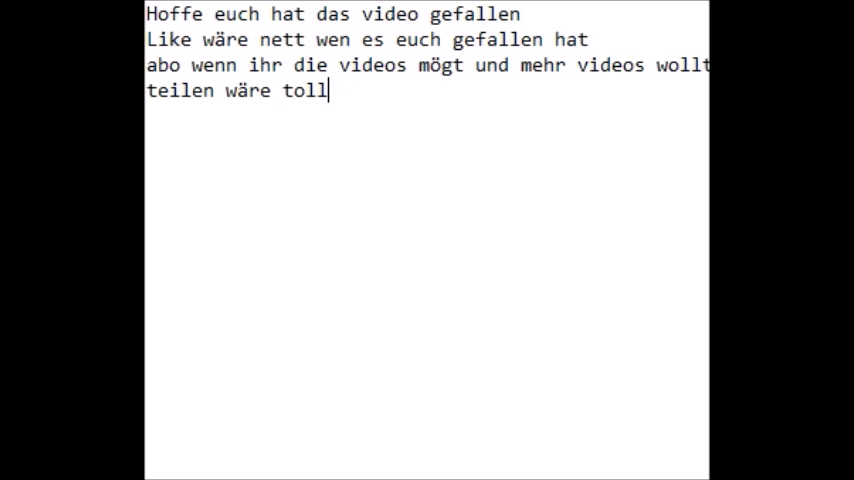 Hoffe euch hat das video gefallen
Like wäre nett wen es euch gefallen hat
abo wenn ihr die videos mögt und mehr videos wollt
teilen wäre toll